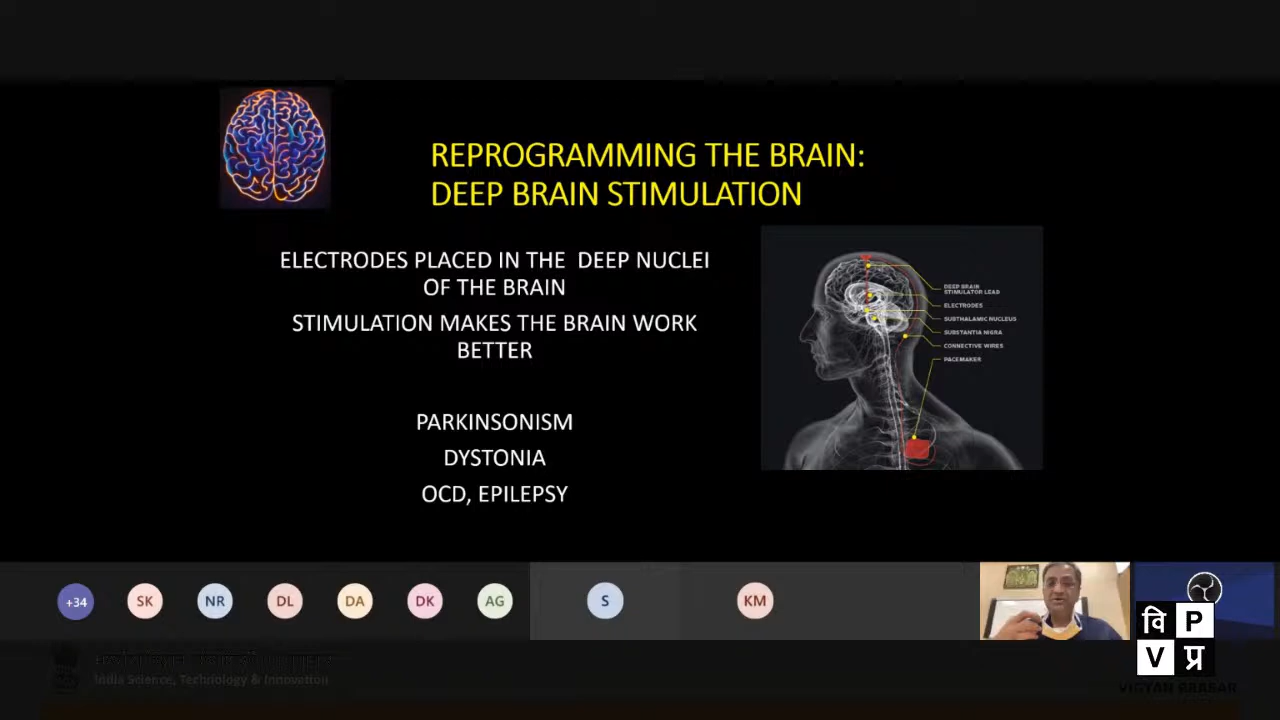 REPROGRAMMING THE BRAIN:
DEEP BRAIN STIMULATION
ELECTRODES PLACED IN THE DEEP NUCLEI
OF THE BRAIN
STIMULATION MAKES THE BRAIN WORK
BETTER
PARKINSONISM
DYSTONIA
OCD, EPILEPSY
DEEP BRAIN
STIMULATOR LEAD
ELECTRODES
SUBTHALAMIC NUCLEUS
SUBSTANTIA NIGRA
CONNECTIVE WIRES
PACEMAKER
+34
SK
NR
DL
DA
DK
AG
S
KM
वि P
V प्र
VIGYAN PRASAR
India Science, Technology & Innovation